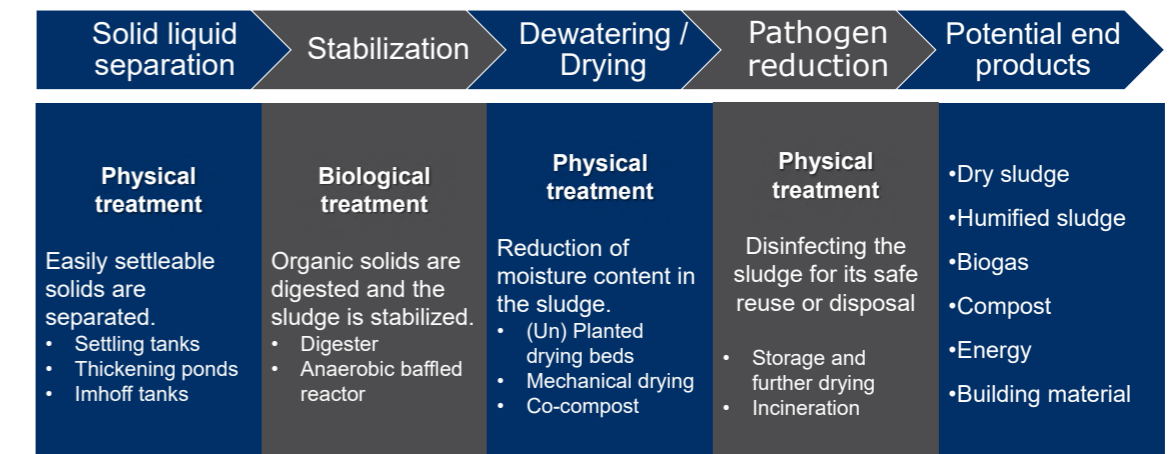 Solid liquid
separation
Stabilization
Dewatering /
Drying
Pathogen
reduction
Potential end
products
Physical
treatment
Easily settleable
solids are
separated.
• Settling tanks
• Thickening ponds
• Imhoff tanks
Biological
treatment
Organic solids are
digested and the
sludge is stabilized.
• Digester
• Anaerobic baffled
reactor
Physical
treatment
Reduction of
moisture content in
the sludge.
• (Un) Planted
drying beds
• Mechanical drying
• Co-compost
Physical
treatment
Disinfecting the
sludge for its safe
reuse or disposal
• Storage and
further drying
• Incineration
•Dry sludge
•Humified sludge
•Biogas
•Compost
•Energy
•Building material